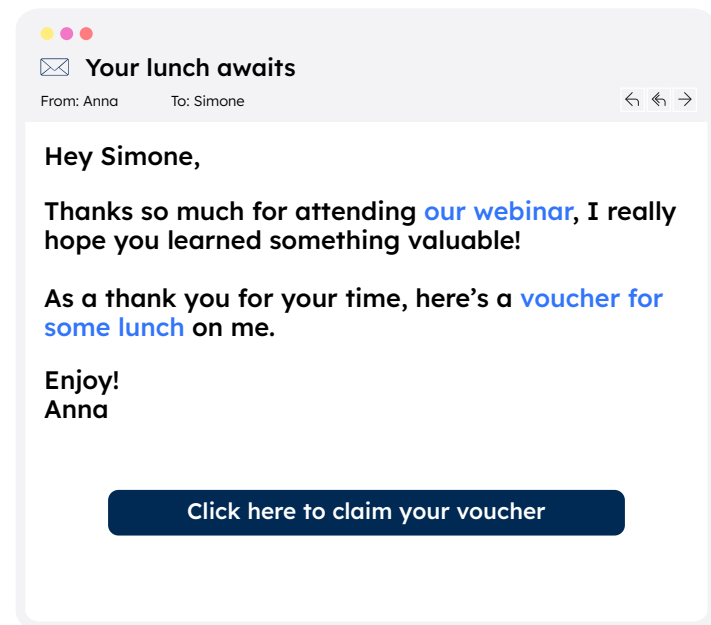 Your lunch awaits
From: Anna To: Simone
Hey Simone,
Thanks so much for attending our webinar, I really
hope you learned something valuable!
As a thank you for your time, here’s a voucher for
some lunch on me.
Enjoy!
Anna
Click here to claim your voucher